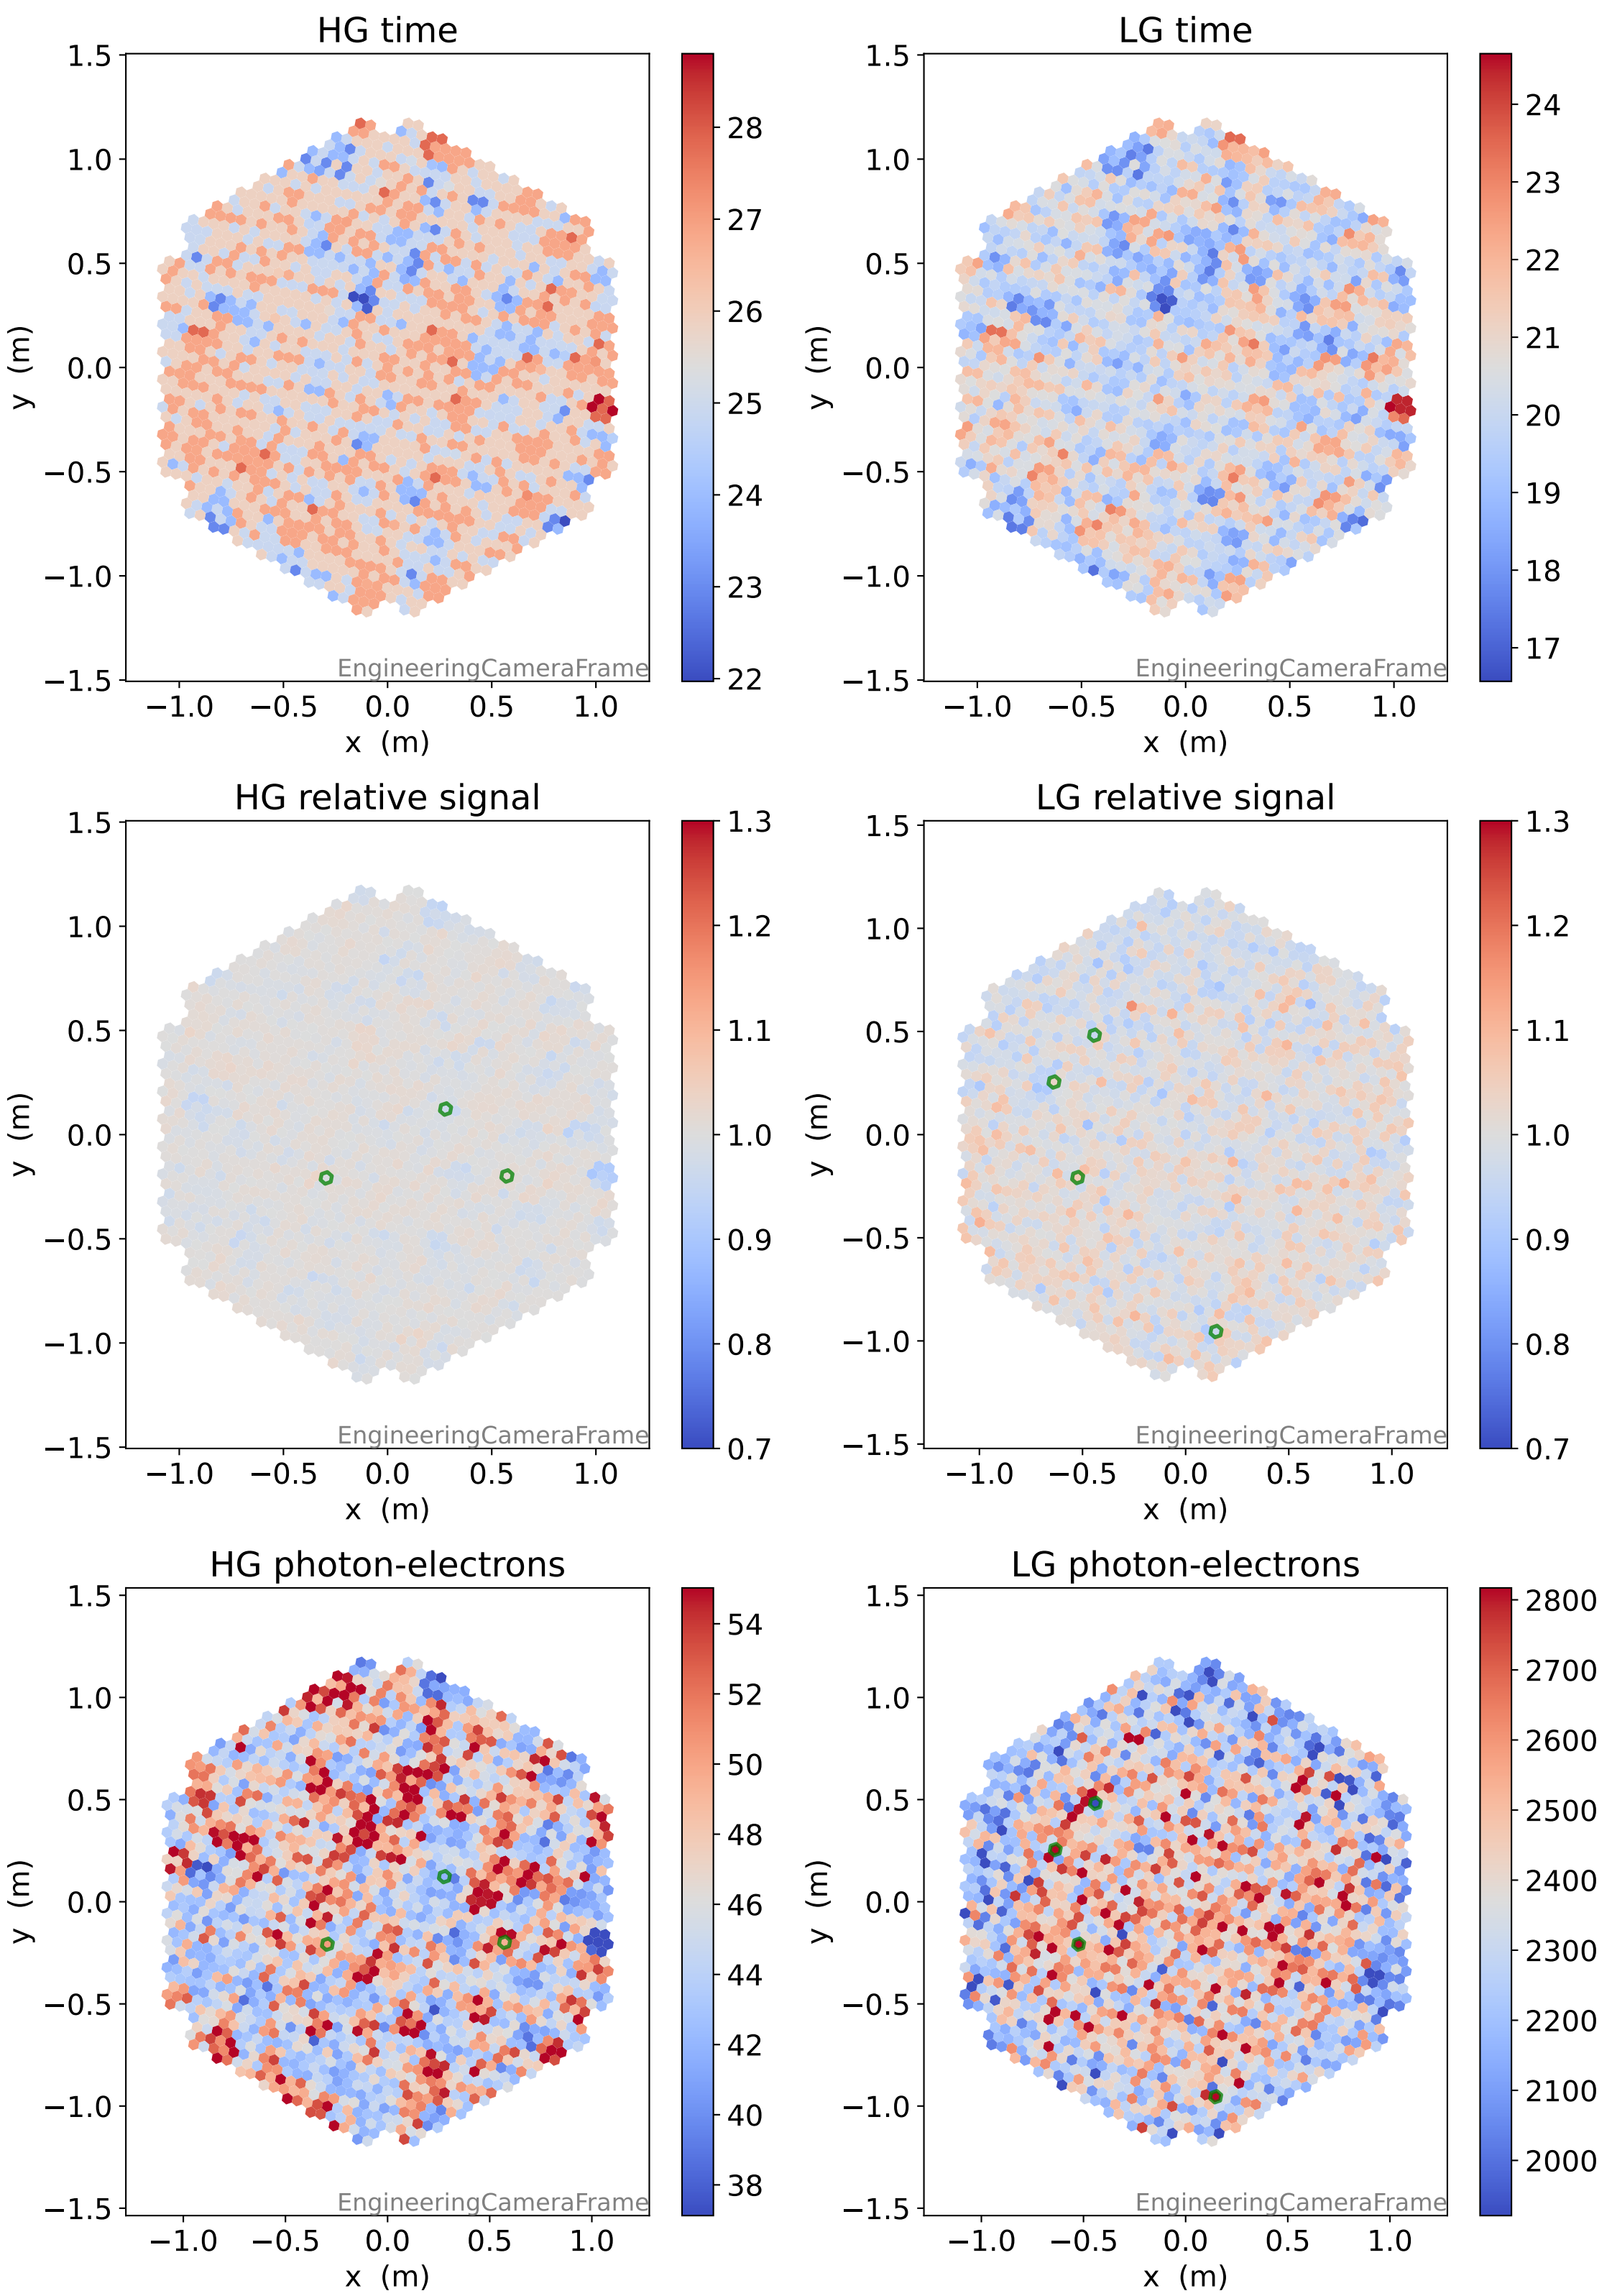 HG time
1.5
1.0
0.5
0.0
−0.5
−1.0
−1.5
y (m)
−1.0 −0.5 0.0 0.5 1.0
x (m)
EngineeringCameraFrame
28
27
26
25
24
23
22
LG time
1.5
1.0
0.5
0.0
−0.5
−1.0
−1.5
y (m)
−1.0 −0.5 0.0 0.5 1.0
x (m)
EngineeringCameraFrame
24
23
22
21
20
19
18
17
HG relative signal
1.5
1.0
0.5
0.0
−0.5
−1.0
−1.5
y (m)
−1.0 −0.5 0.0 0.5 1.0
x (m)
EngineeringCameraFrame
1.3
1.2
1.1
1.0
0.9
0.8
0.7
LG relative signal
1.5
1.0
0.5
0.0
−0.5
−1.0
−1.5
y (m)
−1.0 −0.5 0.0 0.5 1.0
x (m)
EngineeringCameraFrame
1.3
1.2
1.1
1.0
0.9
0.8
0.7
HG photon-electrons
1.5
1.0
0.5
0.0
−0.5
−1.0
−1.5
y (m)
−1.0 −0.5 0.0 0.5 1.0
x (m)
EngineeringCameraFrame
54
52
50
48
46
44
42
40
38
LG photon-electrons
1.5
1.0
0.5
0.0
−0.5
−1.0
−1.5
y (m)
−1.0 −0.5 0.0 0.5 1.0
x (m)
EngineeringCameraFrame
2800
2700
2600
2500
2400
2300
2200
2100
2000